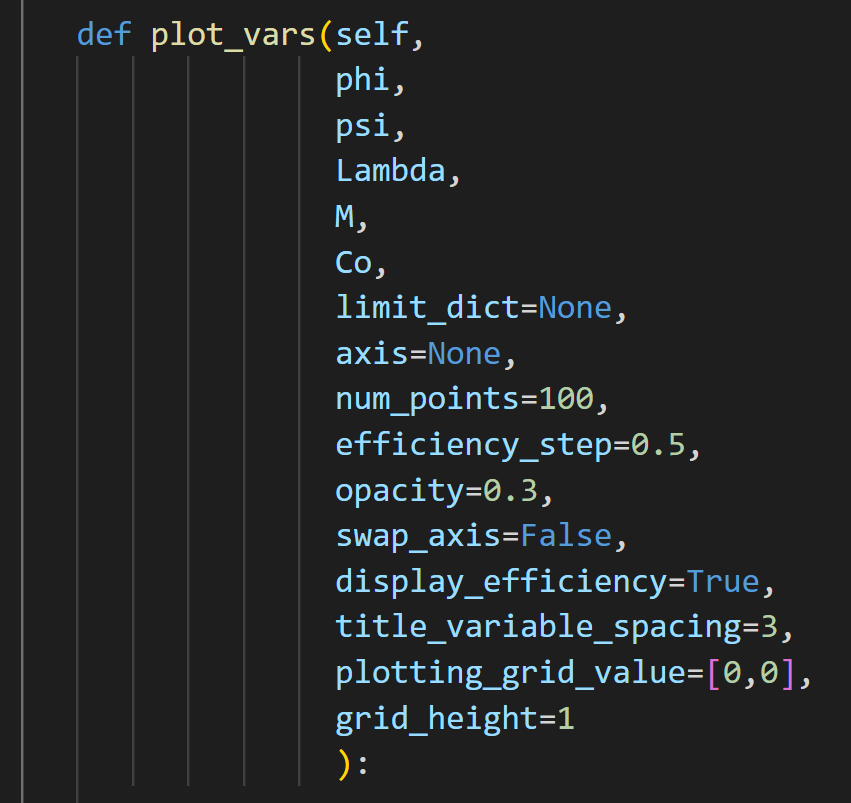 def plot_vars(self,
phi,
psi,
Lambda,
M,
Co,
limit_dict=None,
axis=None,
num_points=100,
efficiency_step=0.5,
opacity=0.3,
swap_axis=False,
display_efficiency=True,
title_variable_spacing=3,
plotting_grid_value=[0,0],
grid_height=1
):